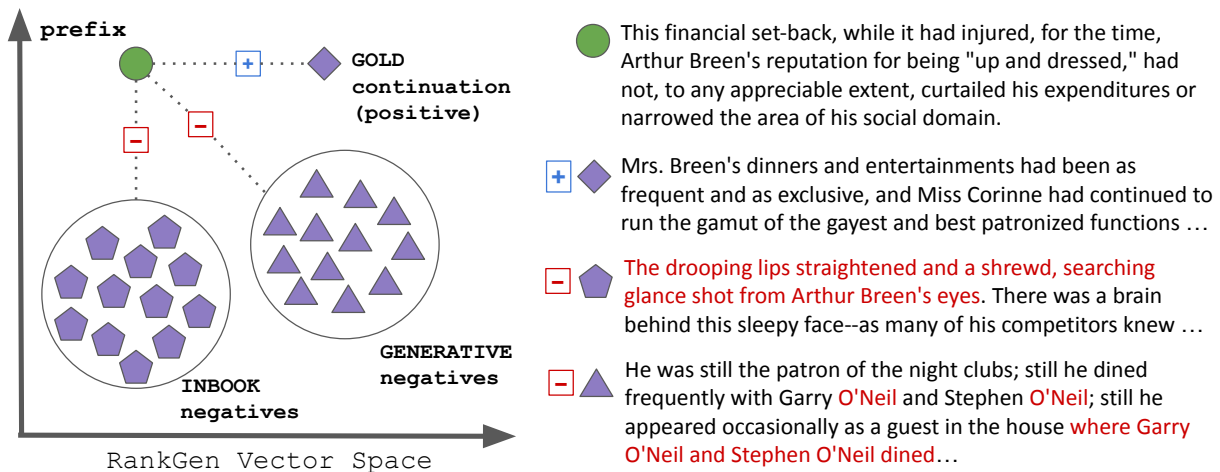 prefix
+
GOLD
continuation
(positive)
-
-
INBOOK
negatives
GENERATIVE
negatives
RankGen Vector Space
This financial set-back, while it had injured, for the time,
Arthur Breen's reputation for being "up and dressed," had
not, to any appreciable extent, curtailed his expenditures or
narrowed the area of his social domain.
+
Mrs. Breen's dinners and entertainments had been as
frequent and as exclusive, and Miss Corinne had continued to
run the gamut of the gayest and best patronized functions …
-
The drooping lips straightened and a shrewd, searching
glance shot from Arthur Breen's eyes. There was a brain
behind this sleepy face--as many of his competitors knew …
-
He was still the patron of the night clubs; still he dined
frequently with Garry O'Neil and Stephen O'Neil; still he
appeared occasionally as a guest in the house where Garry
O'Neil and Stephen O'Neil dined…